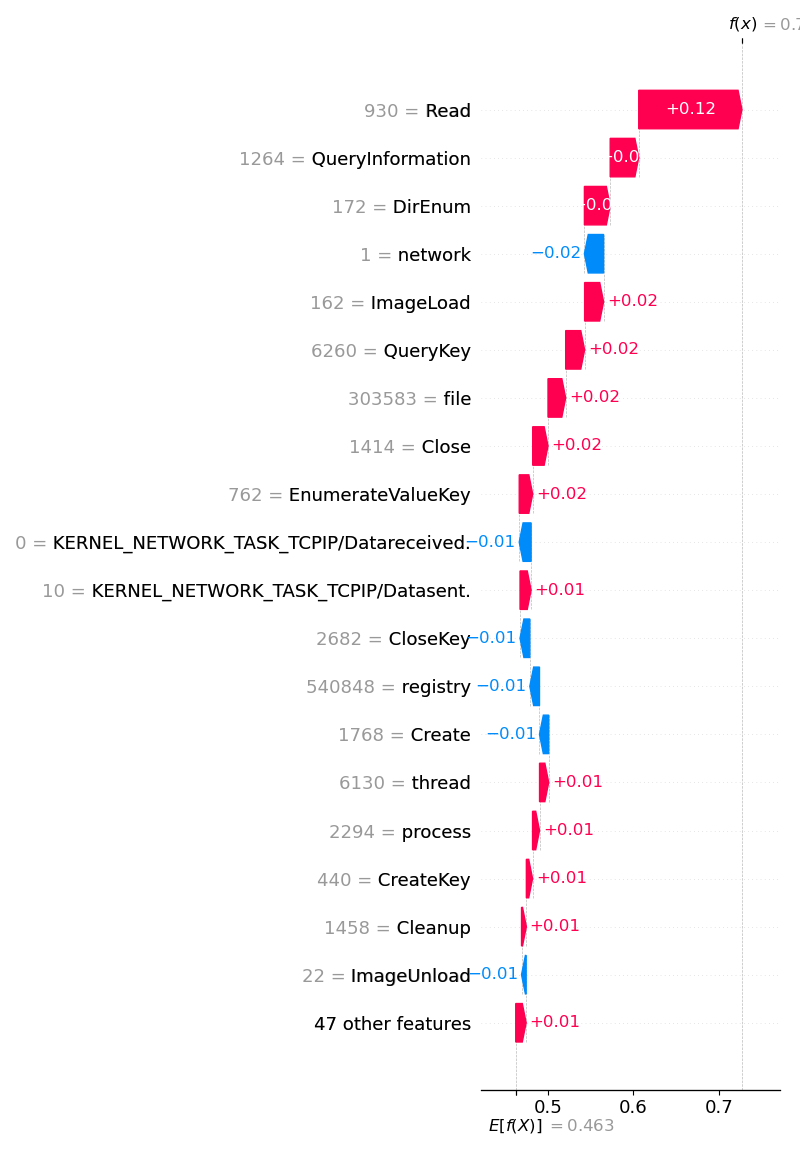 f(x) = 0.7
930 = Read
+0.12
1264 = QueryInformation
172 = DirEnum
1 = network
−0.02
162 = ImageLoad
+0.02
6260 = QueryKey
+0.02
303583 = file
+0.02
1414 = Close
+0.02
762 = EnumerateValueKey
+0.02
0 = KERNEL_NETWORK_TASK_TCPIP/Datareceived.
−0.01
10 = KERNEL_NETWORK_TASK_TCPIP/Datasent.
+0.01
2682 = CloseKey
−0.01
540848 = registry
−0.01
1768 = Create
−0.01
6130 = thread
+0.01
2294 = process
+0.01
440 = CreateKey
+0.01
1458 = Cleanup
+0.01
22 = ImageUnload
−0.01
47 other features
+0.01
0.5 0.6 0.7
E[f(X)] = 0.463